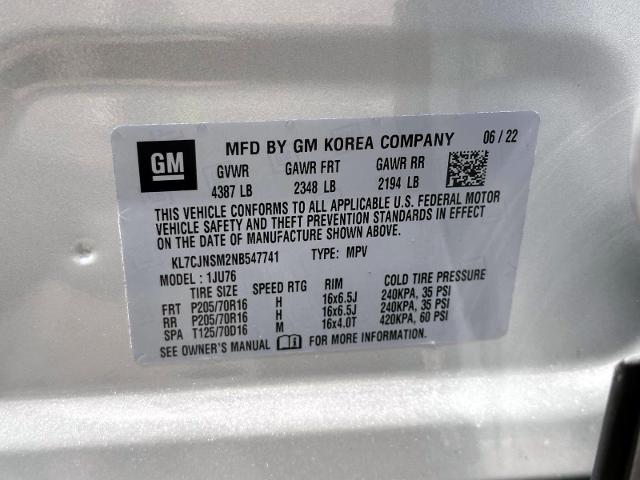 GM
MFD BY GM KOREA COMPANY 06 / 22
GVWR GAWR FRT GAWR RR
4387 LB 2348 LB 2194 LB
THIS VEHICLE CONFORMS TO ALL APPLICABLE U.S. FEDERAL MOTOR
VEHICLE SAFETY AND THEFT PREVENTION STANDARDS IN EFFECT
ON THE DATE OF MANUFACTURE SHOWN ABOVE.
KL7CJNSM2NB547741 TYPE: MPV
MODEL : 1JU76
TIRE SIZE SPEED RTG RIM COLD TIRE PRESSURE
FRT P205/70R16 H 16x6.5J 240KPA, 35 PSI
RR P205/70R16 H 16x6.5J 240KPA, 35 PSI
SPA T125/70D16 M 16x4.0T 420KPA, 60 PSI
SEE OWNER'S MANUAL FOR MORE INFORMATION.